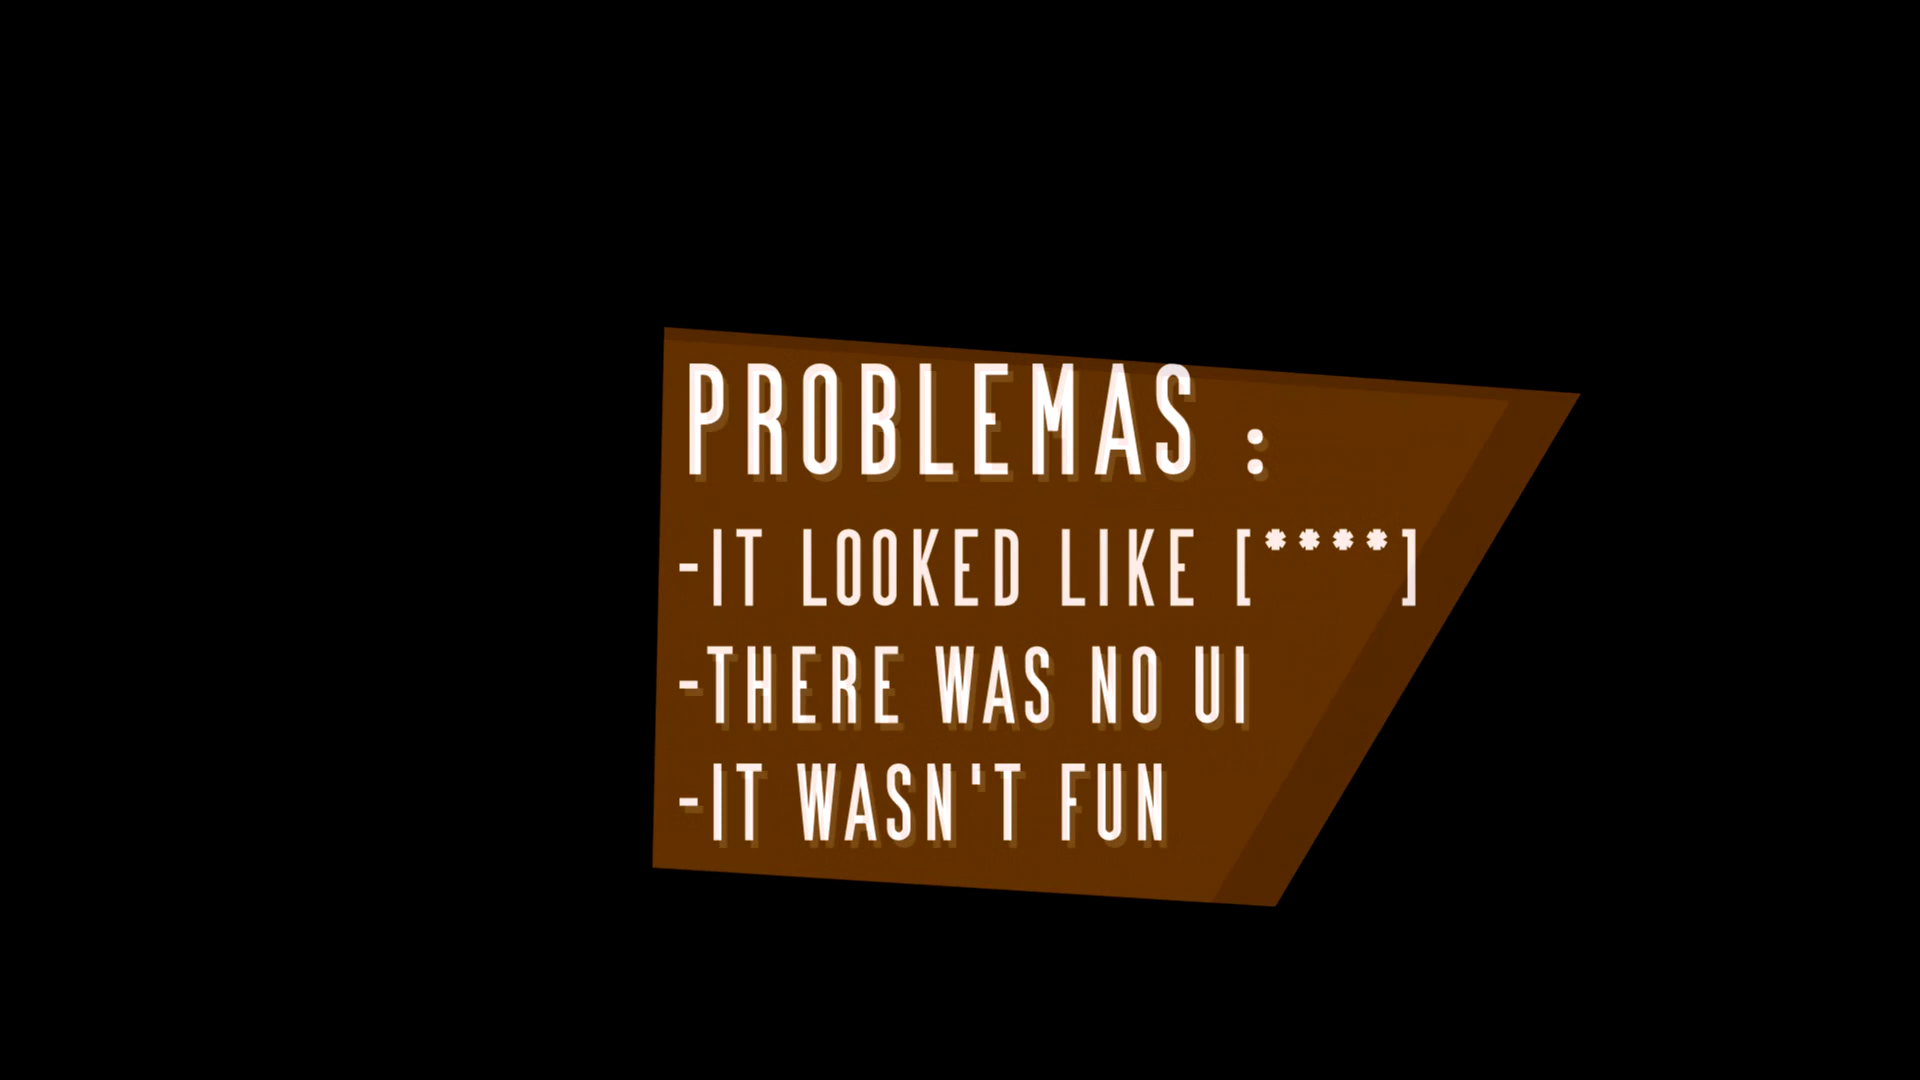 PROBLEMAS :
-IT LOOKED LIKE [****]
-THERE WAS NO UI
-IT WASN'T FUN